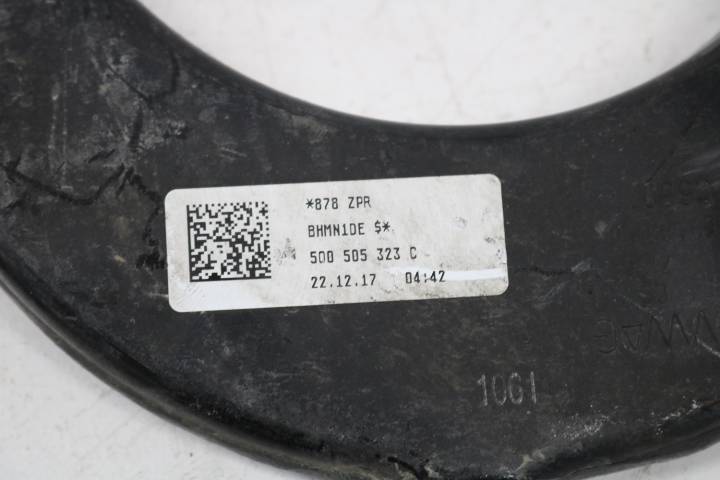 *878 ZPR
BHMN1DE $*
5Q0 505 323 C
22.12.17 04:42
1061